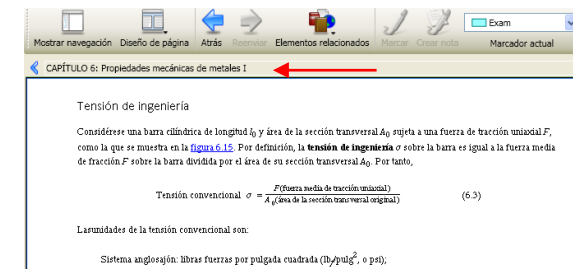 Exam
Mostrar navegación Diseño de página Atrás Reenviar Elementos relacionados Marcar Crear nota Marcador actual
CAPÍTULO 6: Propiedades mecánicas de metales I
Tensión de ingeniería
Considérese una barra cilíndrica de longitud l₀ y área de la sección transversal A₀ sujeta a una fuerza de tracción uniaxial F,
como la que se muestra en la figura 6.15. Por definición, la tensión de ingeniería σ sobre la barra es igual a la fuerza media
de fracción F sobre la barra dividida por el área de su sección transversal A₀. Por tanto,
Tensión convencional σ = F(fuerza media de tracción uniaxial) / A₀(área de la sección transversal original) (6.3)
Lasunidades de la tensión convencional son:
Sistema anglosajón: libras fuerzas por pulgada cuadrada (lb_f/pulg², o psi);